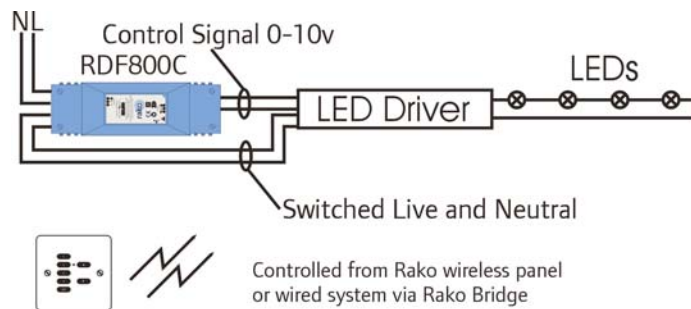 NL
Control Signal 0-10v
RDF800C
LEDs
LED Driver
Switched Live and Neutral
Controlled from Rako wireless panel
or wired system via Rako Bridge